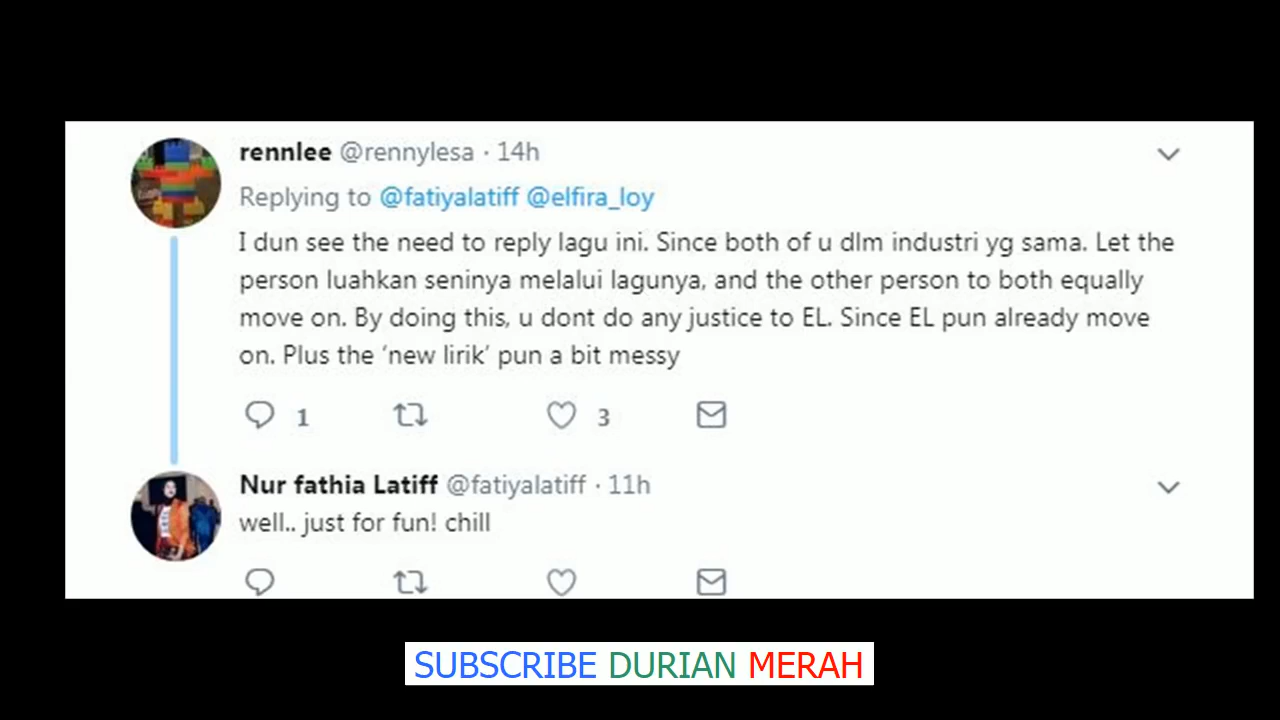 rennlee @rennylesa · 14h
Replying to @fatiyalatiff @elfira_loy
I dun see the need to reply lagu ini. Since both of u dlm industri yg sama. Let the
person luahkan seninya melalui lagunya, and the other person to both equally
move on. By doing this, u dont do any justice to EL. Since EL pun already move
on. Plus the ‘new lirik’ pun a bit messy
1 3
Nur fathia Latiff @fatiyalatiff · 11h
well.. just for fun! chill
SUBSCRIBE DURIAN MERAH